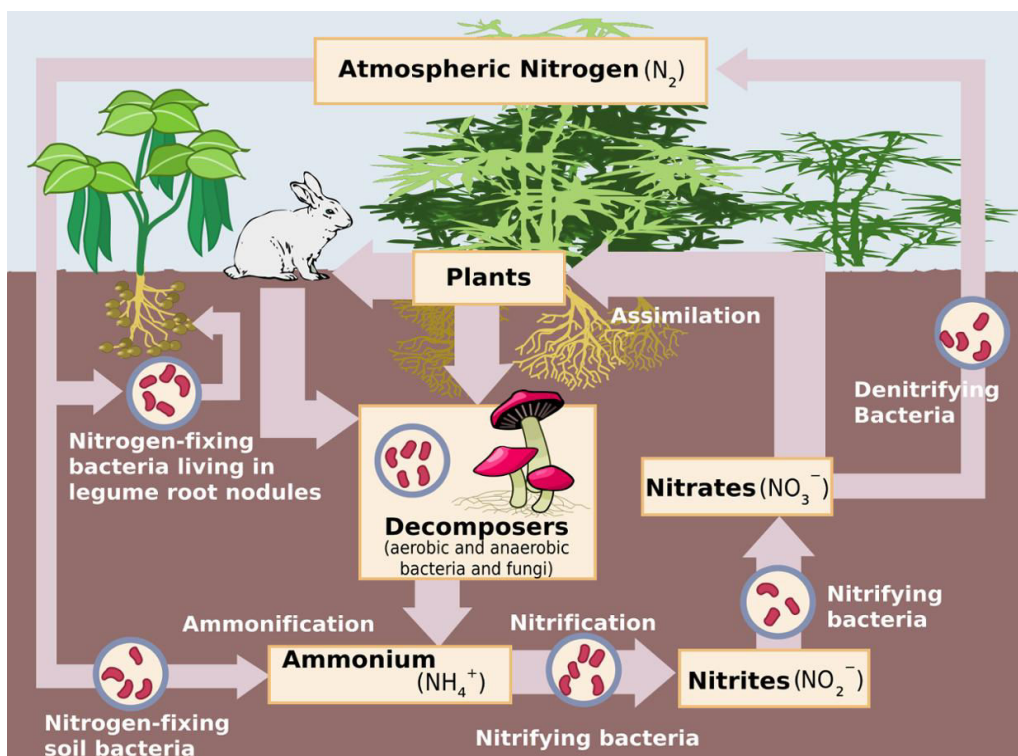 Atmospheric Nitrogen (N₂)
Plants
Assimilation
Denitrifying
Bacteria
Nitrogen-fixing
bacteria living in
legume root nodules
Decomposers
(aerobic and anaerobic
bacteria and fungi)
Nitrates (NO₃⁻)
Nitrifying
bacteria
Ammonification
Nitrification
Ammonium
(NH₄⁺)
Nitrites (NO₂⁻)
Nitrogen-fixing
soil bacteria
Nitrifying bacteria